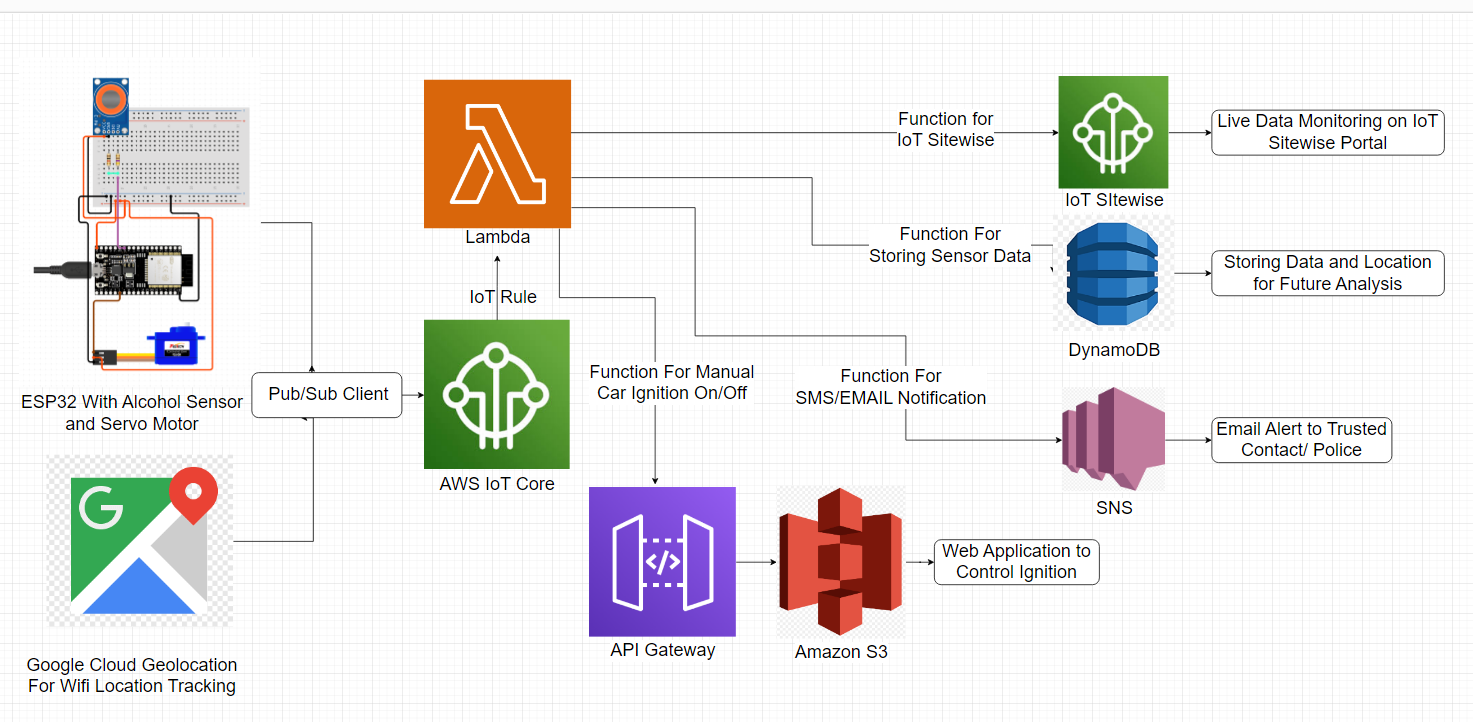 Function for
IoT Sitewise
Live Data Monitoring on IoT
Sitewise Portal
IoT SItewise
Lambda
Function For
Storing Sensor Data
Storing Data and Location
for Future Analysis
DynamoDB
IoT Rule
ESP32 With Alcohol Sensor
and Servo Motor
Pub/Sub Client
Function For Manual
Car Ignition On/Off
Function For
SMS/EMAIL Notification
Email Alert to Trusted
Contact/ Police
SNS
AWS IoT Core
G
</>
Web Application to
Control Ignition
API Gateway
Amazon S3
Google Cloud Geolocation
For Wifi Location Tracking